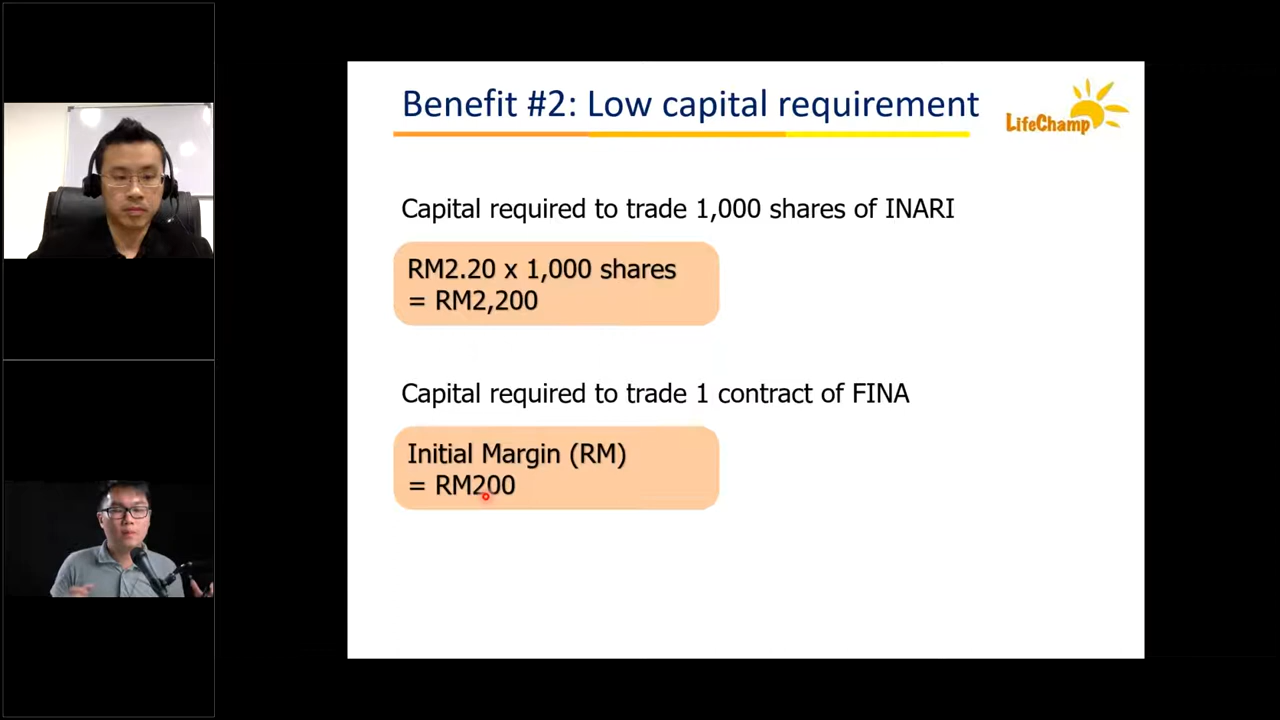 Benefit #2: Low capital requirement
LifeChamp
Capital required to trade 1,000 shares of INARI
RM2.20 x 1,000 shares
= RM2,200
Capital required to trade 1 contract of FINA
Initial Margin (RM)
= RM200